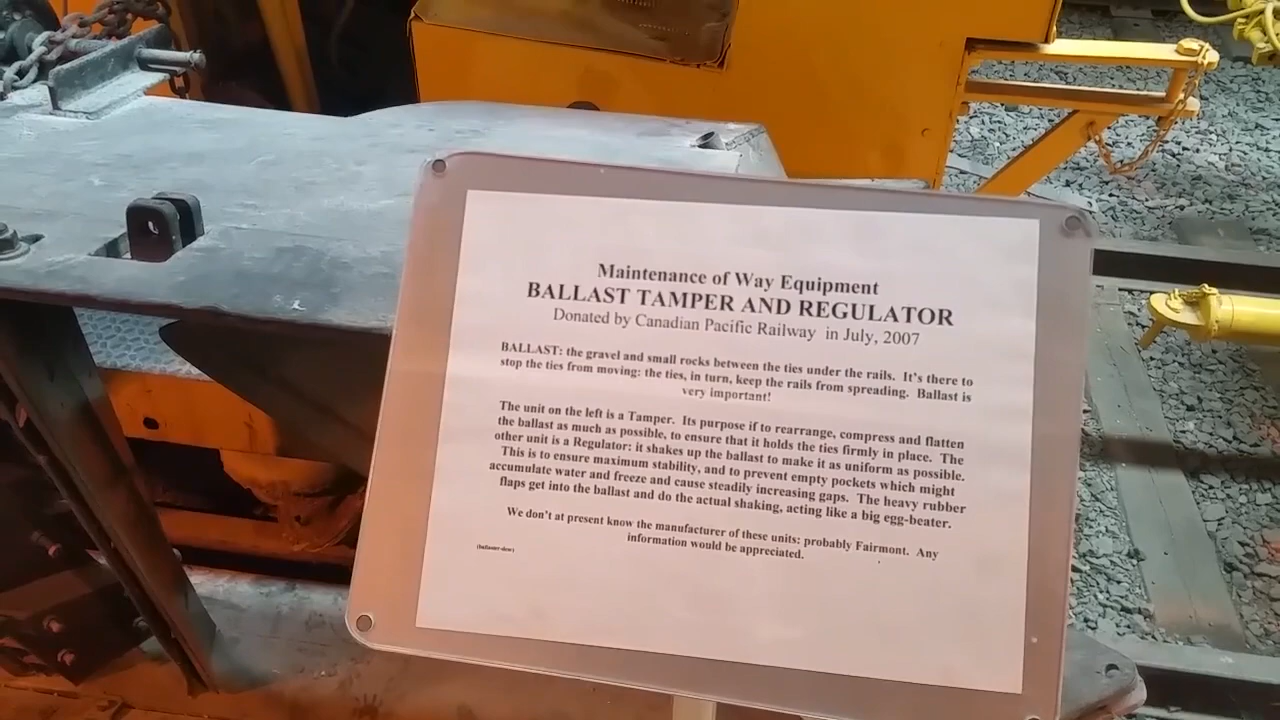 Maintenance of Way Equipment
BALLAST TAMPER AND REGULATOR
Donated by Canadian Pacific Railway in July, 2007
BALLAST: the gravel and small rocks between the ties under the rails. It's there to
stop the ties from moving: the ties, in turn, keep the rails from spreading. Ballast is
very important!
The unit on the left is a Tamper. Its purpose if to rearrange, compress and flatten
the ballast as much as possible, to ensure that it holds the ties firmly in place. The
other unit is a Regulator: it shakes up the ballast to make it as uniform as possible.
This is to ensure maximum stability, and to prevent empty pockets which might
accumulate water and freeze and cause steadily increasing gaps. The heavy rubber
flaps get into the ballast and do the actual shaking, acting like a big egg-beater.
We don't at present know the manufacturer of these units: probably Fairmont. Any
information would be appreciated.